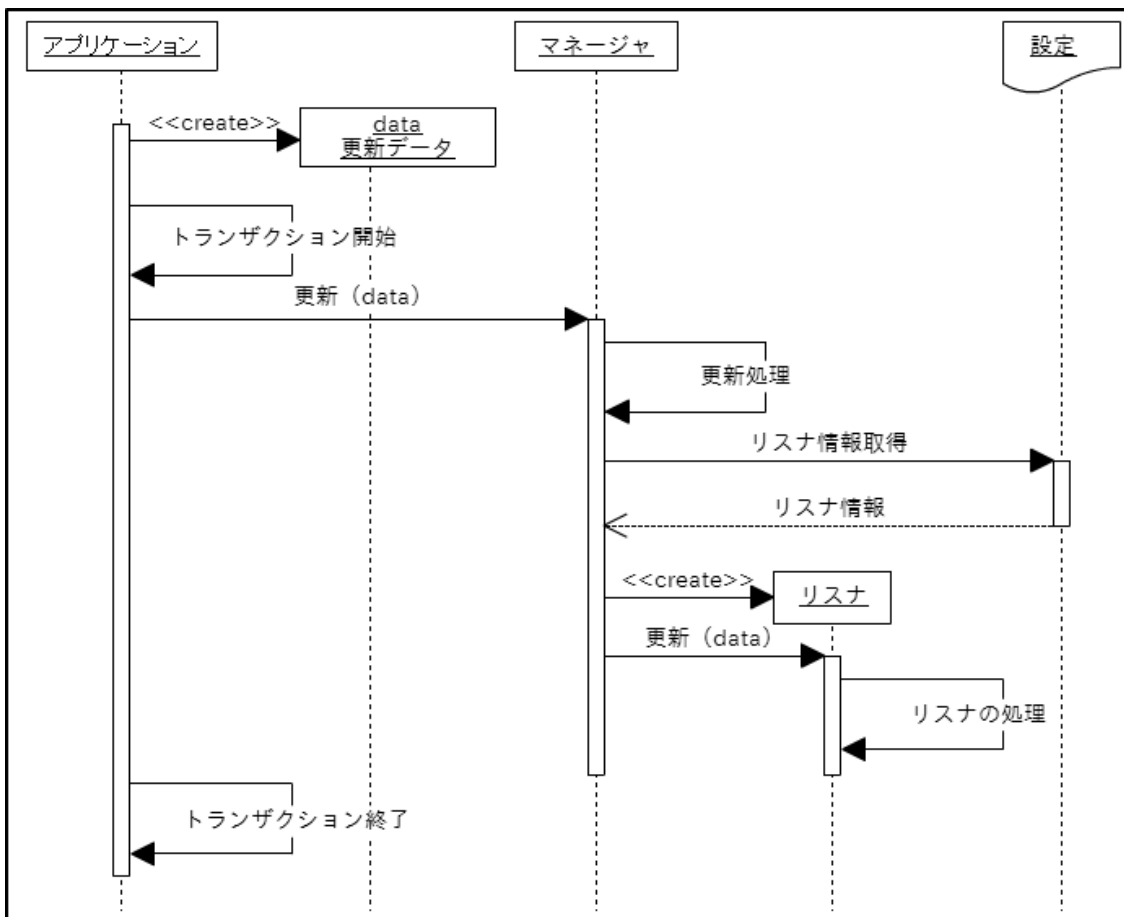 アプリケーション
マネージャ
設定
<<create>>
data
更新データ
トランザクション開始
更新（data）
更新処理
リスナ情報取得
リスナ情報
<<create>>
リスナ
更新（data）
リスナの処理
トランザクション終了